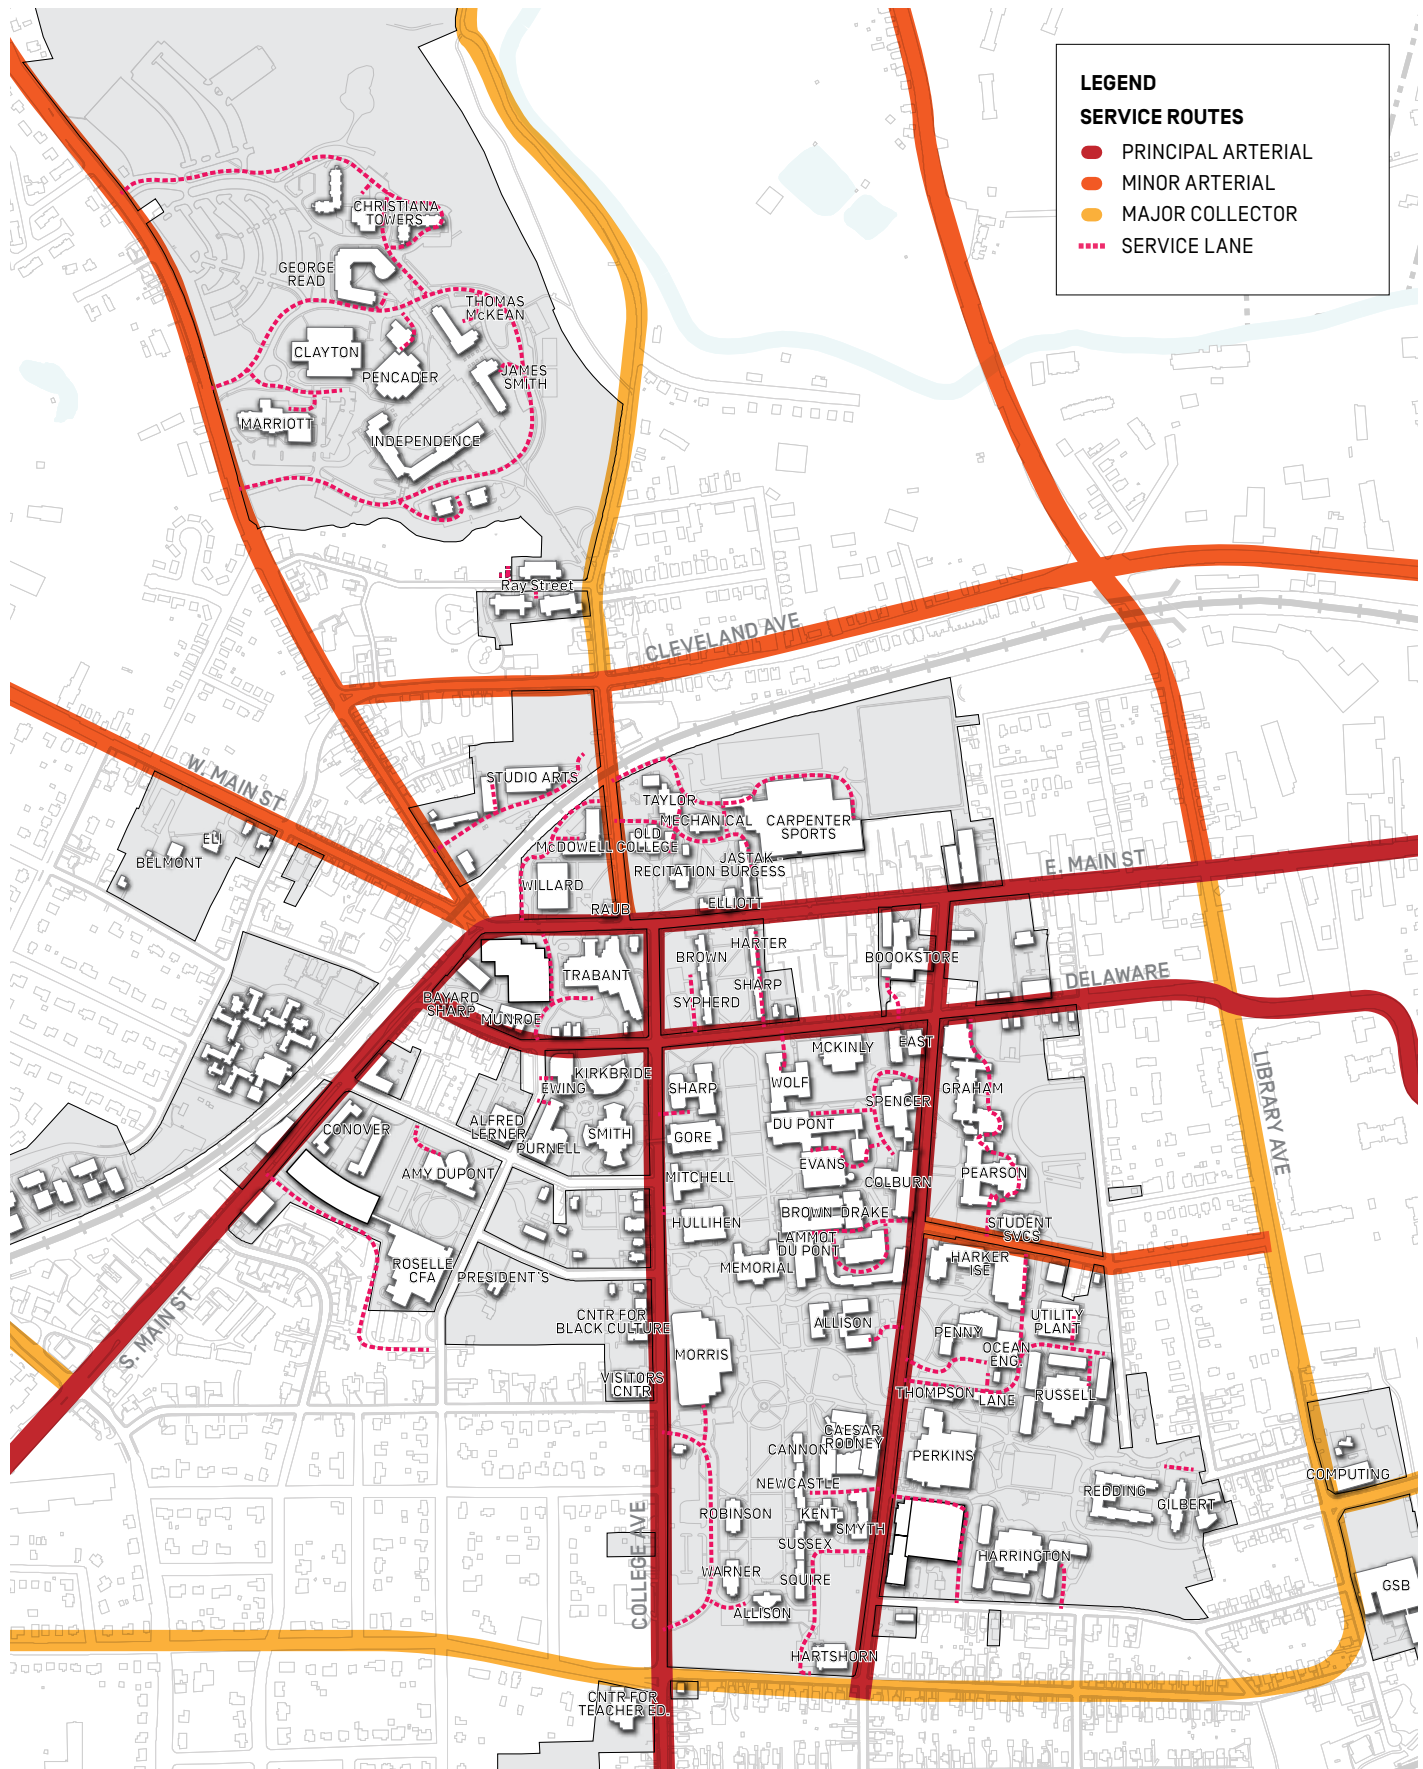 LEGEND
SERVICE ROUTES
PRINCIPAL ARTERIAL
MINOR ARTERIAL
MAJOR COLLECTOR
SERVICE LANE
CHRISTIANA
TOWERS
GEORGE
READ
THOMAS
McKEAN
CLAYTON
PENCADER
JAMES
SMITH
MARRIOTT
INDEPENDENCE
Ray Street
CLEVELAND AVE
W. MAIN ST
STUDIO ARTS
TAYLOR
MECHANICAL
CARPENTER
SPORTS
OLD
COLLEGE
McDOWELL
ELI
BELMONT
JASTAK
BURGESS
RECITATION
E. MAIN ST
WILLARD
RAUB
ELLIOTT
HARTER
BROWN
BOOOKSTORE
TRABANT
DELAWARE
SHARP
SYPHERD
BAYARD
SHARP
MUNROE
MCKINLY
EAST
KIRKBRIDE
EWING
SHARP
WOLF
GRAHAM
SPENCER
LIBRARY AVE
ALFRED
LERNER
CONOVER
SMITH
GORE
DU PONT
PURNELL
AMY DUPONT
MITCHELL
EVANS
COLBURN
PEARSON
BROWN
DRAKE
HULLIHEN
STUDENT
SVCS
LAMMOT
DU PONT
ROSELLE
CFA
PRESIDENT`S
MEMORIAL
HARKER
ISE
CNTR FOR
BLACK CULTURE
ALLISON
UTILITY
PLANT
PENNY
S. MAIN ST
MORRIS
OCEAN
ENG.
VISITORS
CNTR
THOMPSON
LANE
RUSSELL
CAESAR
RODNEY
CANNON
PERKINS
COMPUTING
NEWCASTLE
REDDING
GILBERT
COLLEGE AVE
ROBINSON
KENT
SMYTH
SUSSEX
HARRINGTON
WARNER
SQUIRE
GSB
ALLISON
HARTSHORN
CNTR FOR
TEACHER ED.